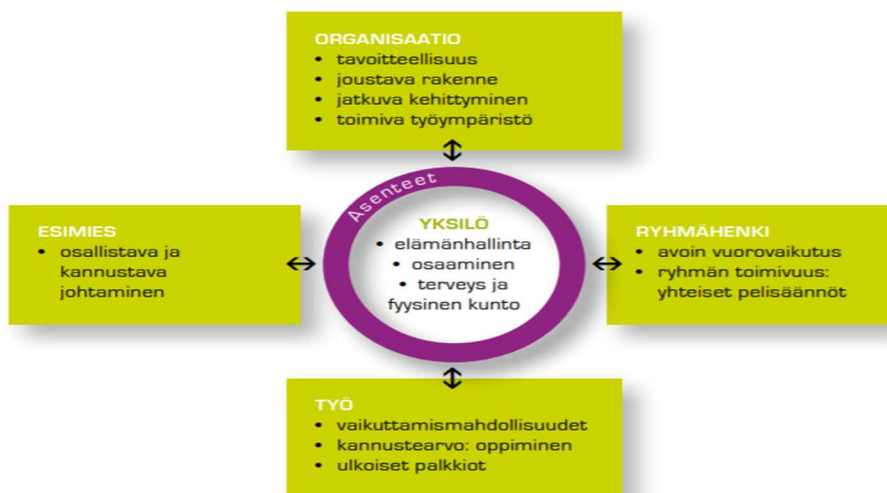 ORGANISAATIO
• tavoitteellisuus
• joustava rakenne
• jatkuva kehittyminen
• toimiva työympäristö
Asenteet
ESIMIES
• osallistava ja
kannustava
johtaminen
YKSILÖ
• elämänhallinta
• osaaminen
• terveys ja
fyysinen kunto
RYHMÄHENKI
• avoin vuorovaikutus
• ryhmän toimivuus:
yhteiset pelisäännöt
TYÖ
• vaikuttamismahdollisuudet
• kannustearvo: oppiminen
• ulkoiset palkkiot